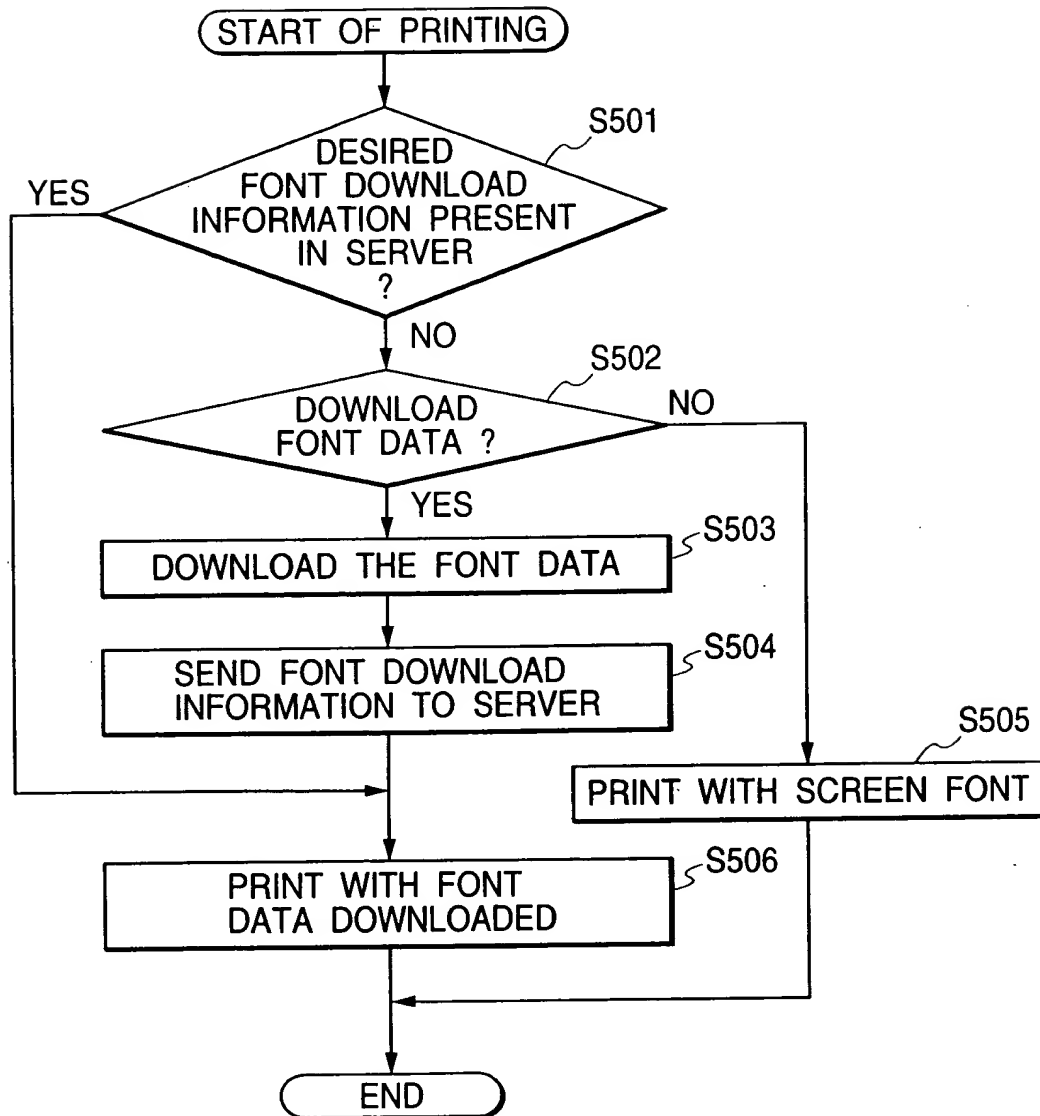 START OF PRINTING
S501
DESIRED
FONT DOWNLOAD
INFORMATION PRESENT
IN SERVER
?
YES
NO
S502
DOWNLOAD
FONT DATA ?
NO
YES
S503
DOWNLOAD THE FONT DATA
S504
SEND FONT DOWNLOAD
INFORMATION TO SERVER
S505
PRINT WITH SCREEN FONT
S506
PRINT WITH FONT
DATA DOWNLOADED
END